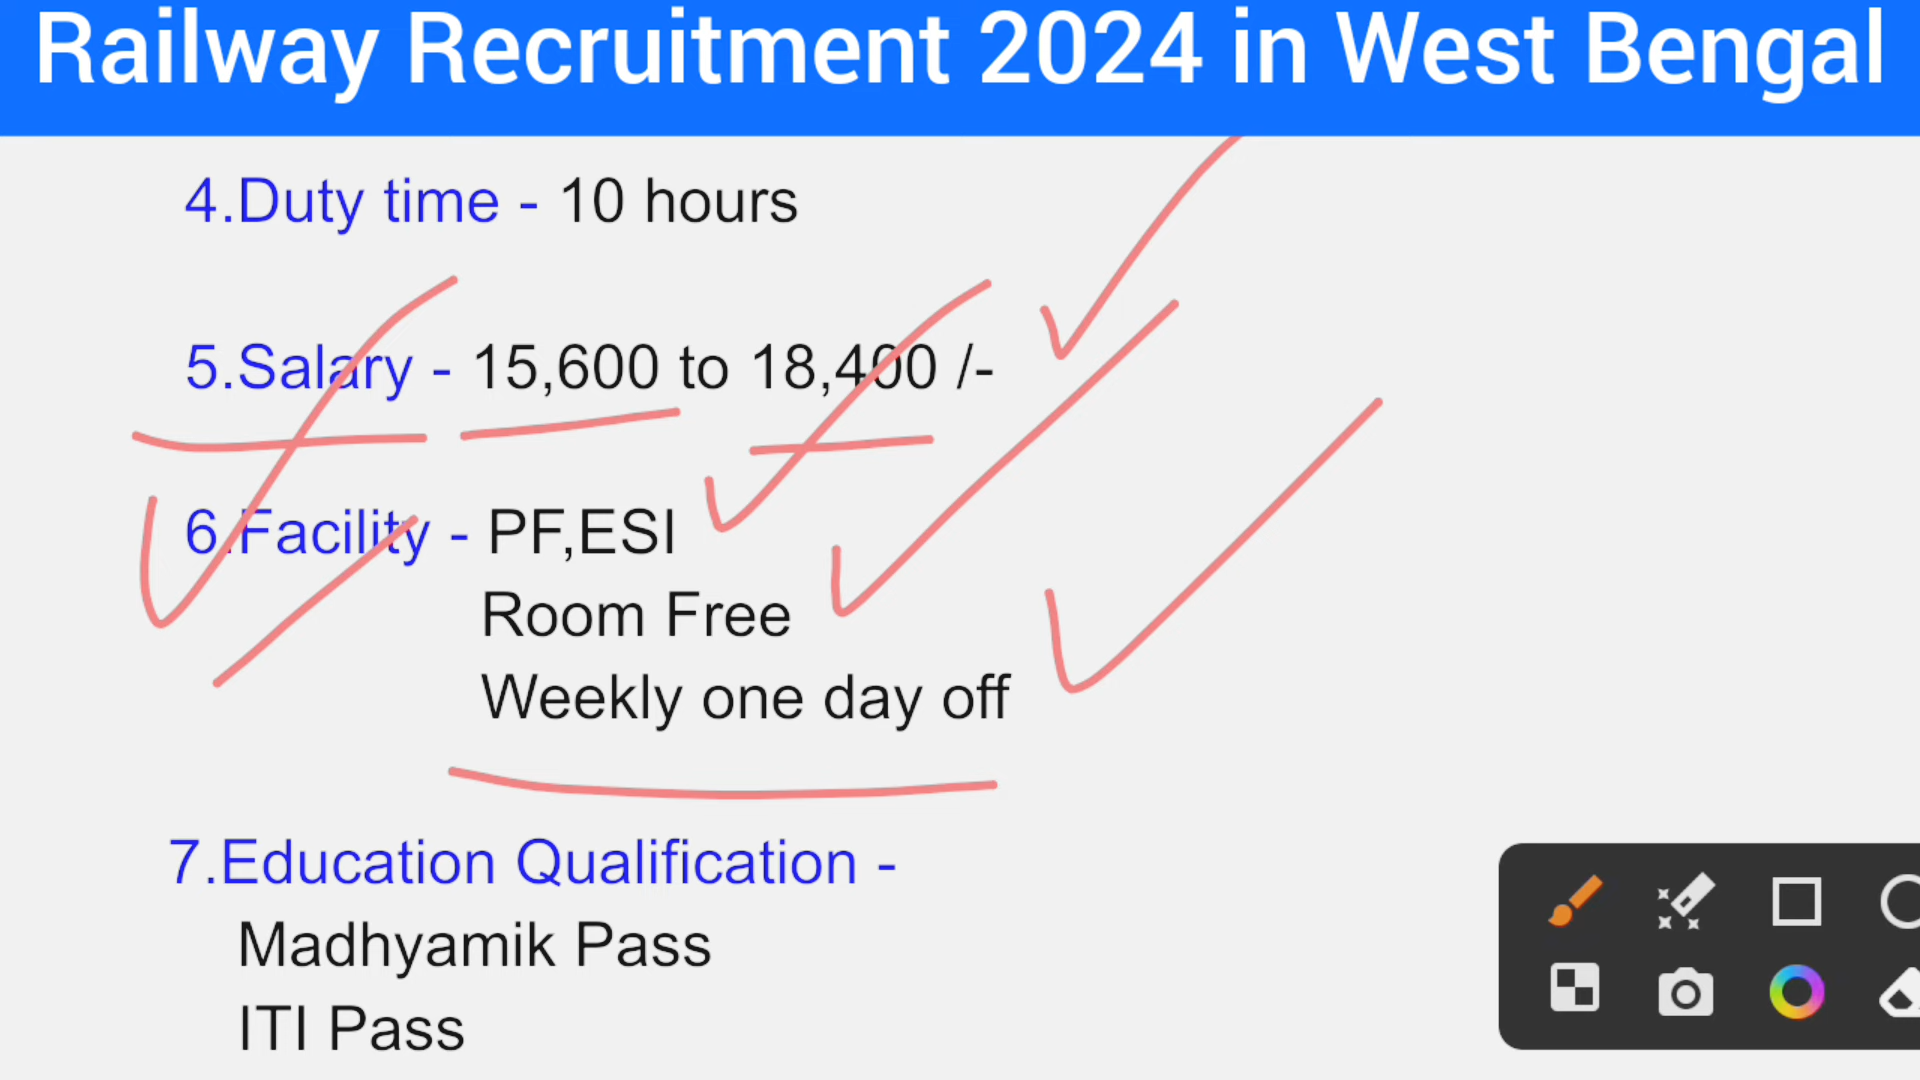 Railway Recruitment 2024 in West Bengal
4.Duty time - 10 hours
5.Salary - 15,600 to 18,400 /-
6.Facility - PF,ESI
Room Free
Weekly one day off
7.Education Qualification -
Madhyamik Pass
ITI Pass